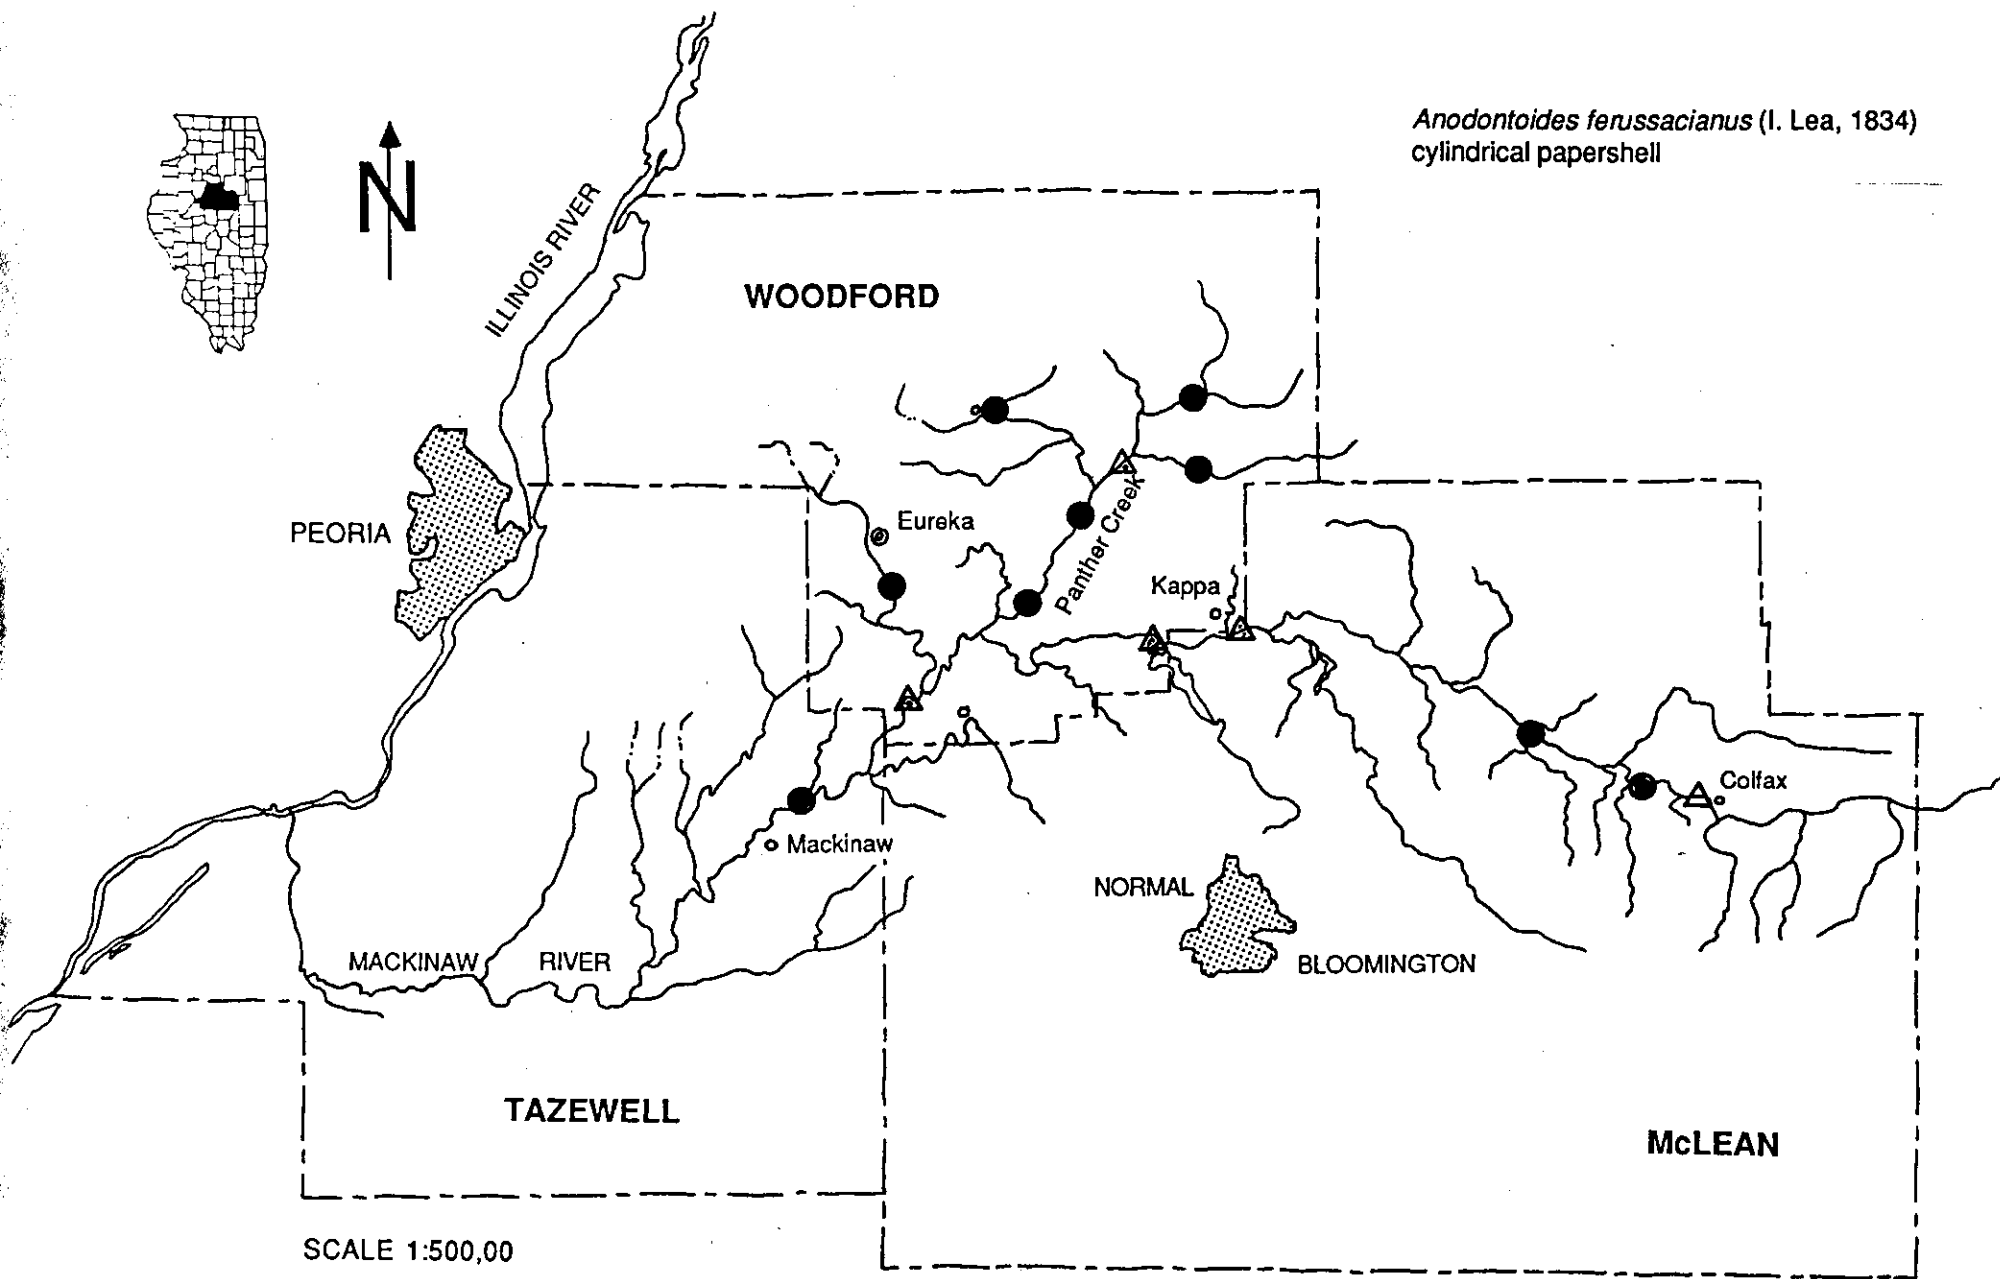 Anodontoides ferussacianus (I. Lea, 1834)
cylindrical papershell
N
ILLINOIS RIVER
WOODFORD
PEORIA
Eureka
Panther Creek
Kappa
Colfax
Mackinaw
NORMAL
MACKINAW RIVER
BLOOMINGTON
TAZEWELL
McLEAN
SCALE 1:500,00